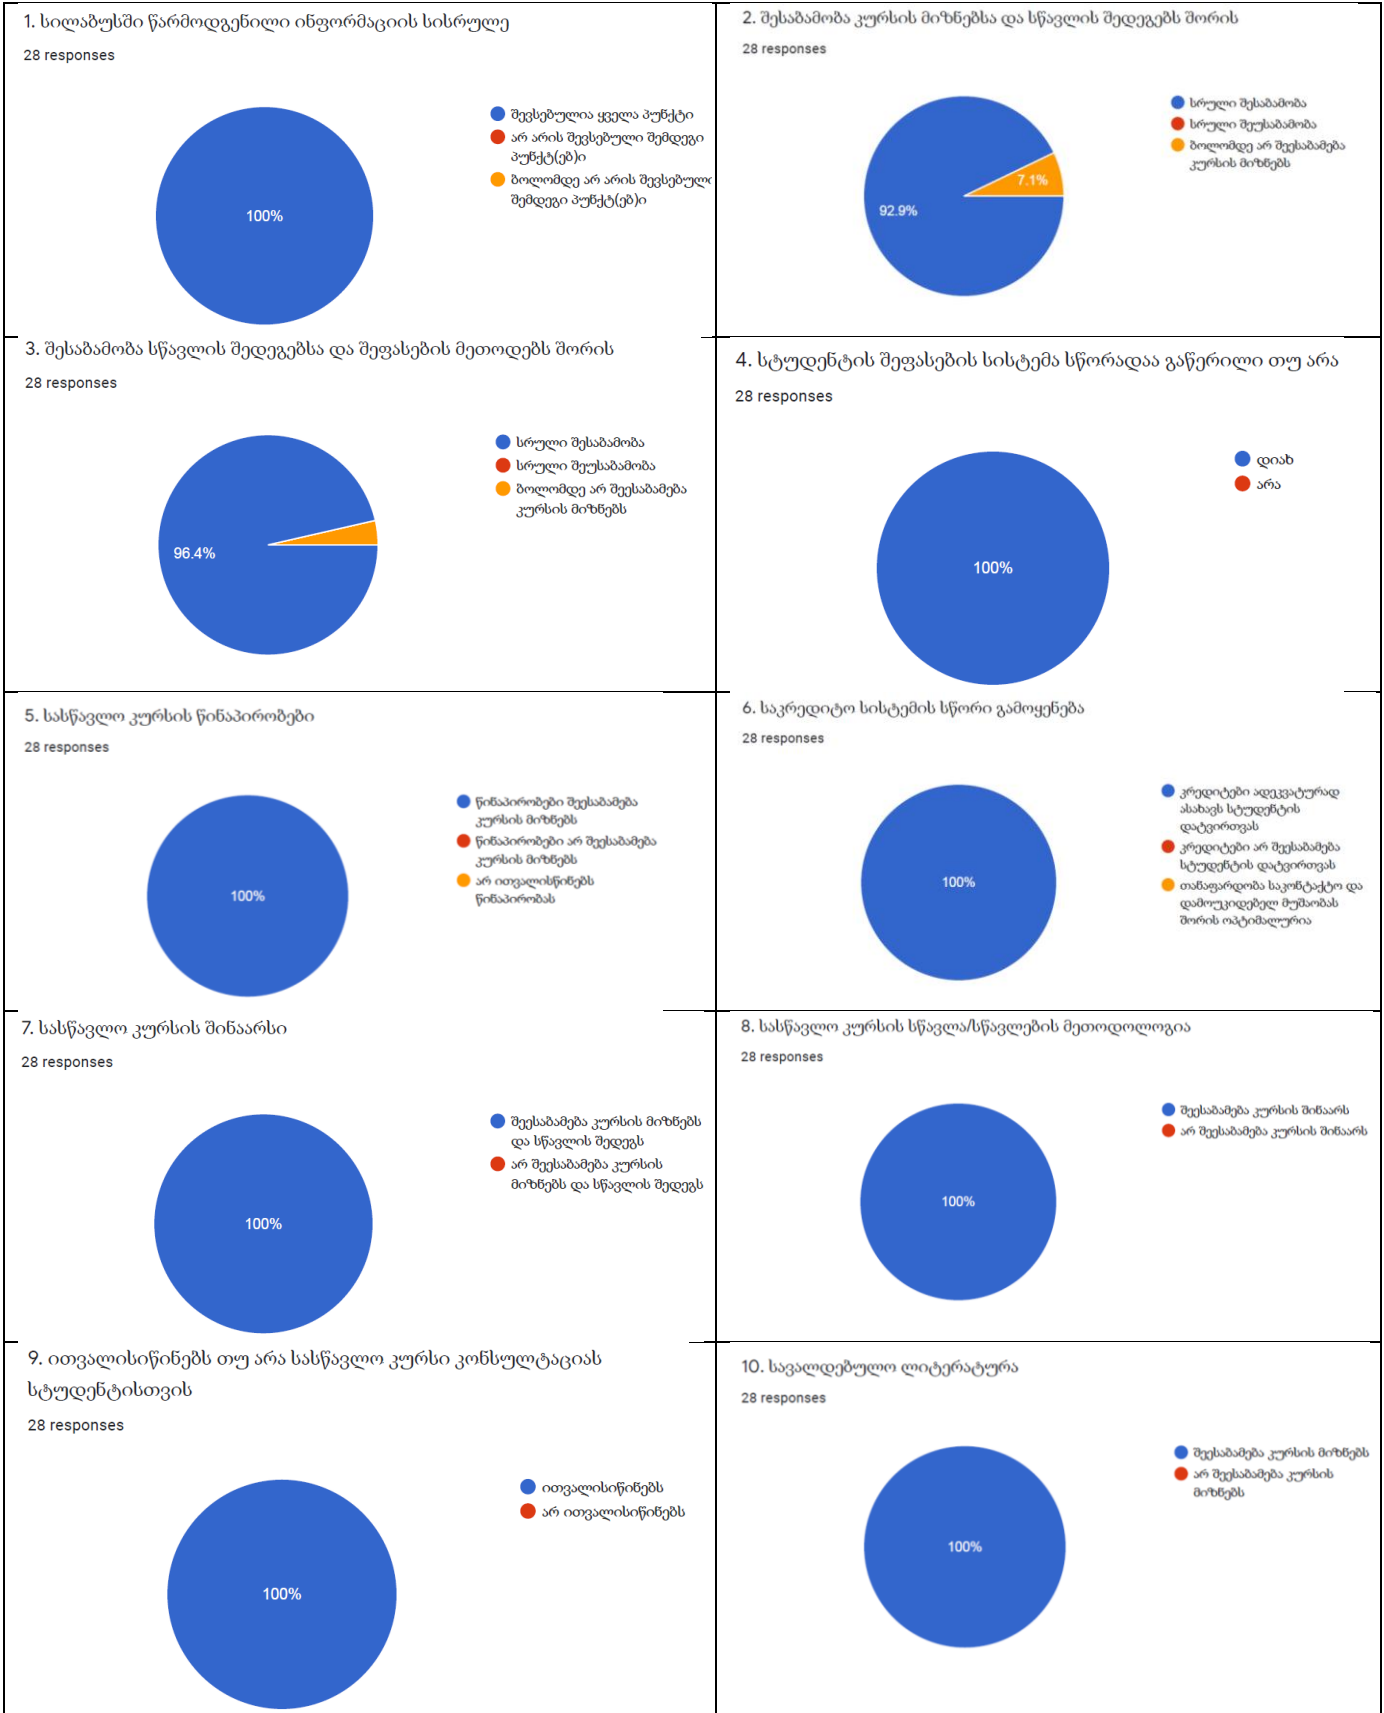 1. სილაბუსში წარმოდგენილი ინფორმაციის სისრულე
28 responses
100%
შევსებულია ყველა პუნქტი
არ არის შევსებული შემდეგი
პუნქტ(ებ)ი
ბოლომდე არ არის შევსებული
შემდეგი პუნქტ(ებ)ი
2. შესაბამობა კურსის მიზნებსა და სწავლის შედეგებს შორის
28 responses
92.9%
7.1%
სრული შესაბამობა
სრული შეუსაბამობა
ბოლომდე არ შეესაბამება
კურსის მიზნებს
3. შესაბამობა სწავლის შედეგებსა და შეფასების მეთოდებს შორის
28 responses
96.4%
სრული შესაბამობა
სრული შეუსაბამობა
ბოლომდე არ შეესაბამება
კურსის მიზნებს
4. სტუდენტის შეფასების სისტემა სწორადაა გაწერილი თუ არა
28 responses
100%
დიახ
არა
5. სასწავლო კურსის წინაპირობები
28 responses
100%
წინაპირობები შეესაბამება
კურსის მიზნებს
წინაპირობები არ შეესაბამება
კურსის მიზნებს
არ ითვალისწინებს
წინაპირობას
6. საკრედიტო სისტემის სწორი გამოყენება
28 responses
100%
კრედიტები ადეკვატურად
ასახავს სტუდენტის
დატვირთვას
კრედიტები არ შეესაბამება
სტუდენტის დატვირთვას
თანაფარდობა საკონტაქტო და
დამოუკიდებელ მუშაობას
შორის ოპტიმალურია
7. სასწავლო კურსის შინაარსი
28 responses
100%
შეესაბამება კურსის მიზნებს
და სწავლის შედეგს
არ შეესაბამება კურსის
მიზნებს და სწავლის შედეგს
8. სასწავლო კურსის სწავლა/სწავლების მეთოდოლოგია
28 responses
100%
შეესაბამება კურსის შინაარს
არ შეესაბამება კურსის შინაარს
9. ითვალისიწინებს თუ არა სასწავლო კურსი კონსულტაციას
სტუდენტისთვის
28 responses
100%
ითვალისიწინებს
არ ითვალისიწინებს
10. სავალდებულო ლიტერატურა
28 responses
100%
შეესაბამება კურსის მიზნებს
არ შეესაბამება კურსის
მიზნებს